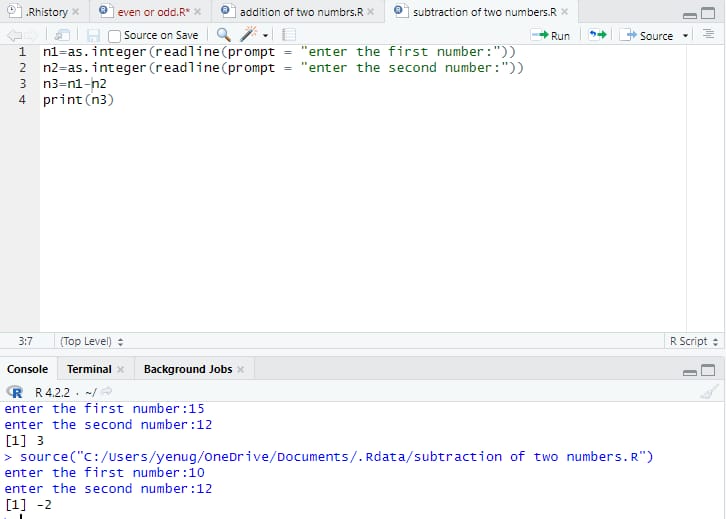 .Rhistory × even or odd.R* × addition of two numbrs.R × subtraction of two numbers.R ×
Source on Save Run Source
1 n1=as.integer(readline(prompt = "enter the first number:"))
2 n2=as.integer(readline(prompt = "enter the second number:"))
3 n3=n1-n2
4 print(n3)
3:7 (Top Level) R Script
Console Terminal × Background Jobs ×
R R 4.2.2 · ~/
enter the first number:15
enter the second number:12
[1] 3
> source("C:/Users/yenug/OneDrive/Documents/.Rdata/subtraction of two numbers.R")
enter the first number:10
enter the second number:12
[1] -2